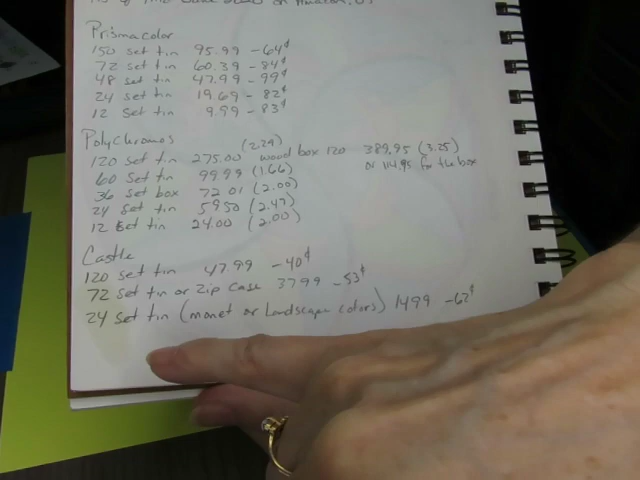 on Amazon.
Prismacolor
150 set tin 95.99 - 64¢
72 set tin 60.39 - 84¢
48 set tin 47.99 - 99¢
24 set tin 19.69 - 82¢
12 set tin 9.99 - 83¢
Polychromos
120 set tin 275.00 (2.29) wood box 120 389.95 (3.25)
60 set tin 99.99 (1.66) or 114.95 for the box
36 set box 72.01 (2.00)
24 set tin 59.50 (2.47)
12 set tin 24.00 (2.00)
Castle
120 set tin 47.99 - 40¢
72 set tin or Zip Case 37.99 - 53¢
24 set tin (monet or Landscape colors) 14.99 - 62¢